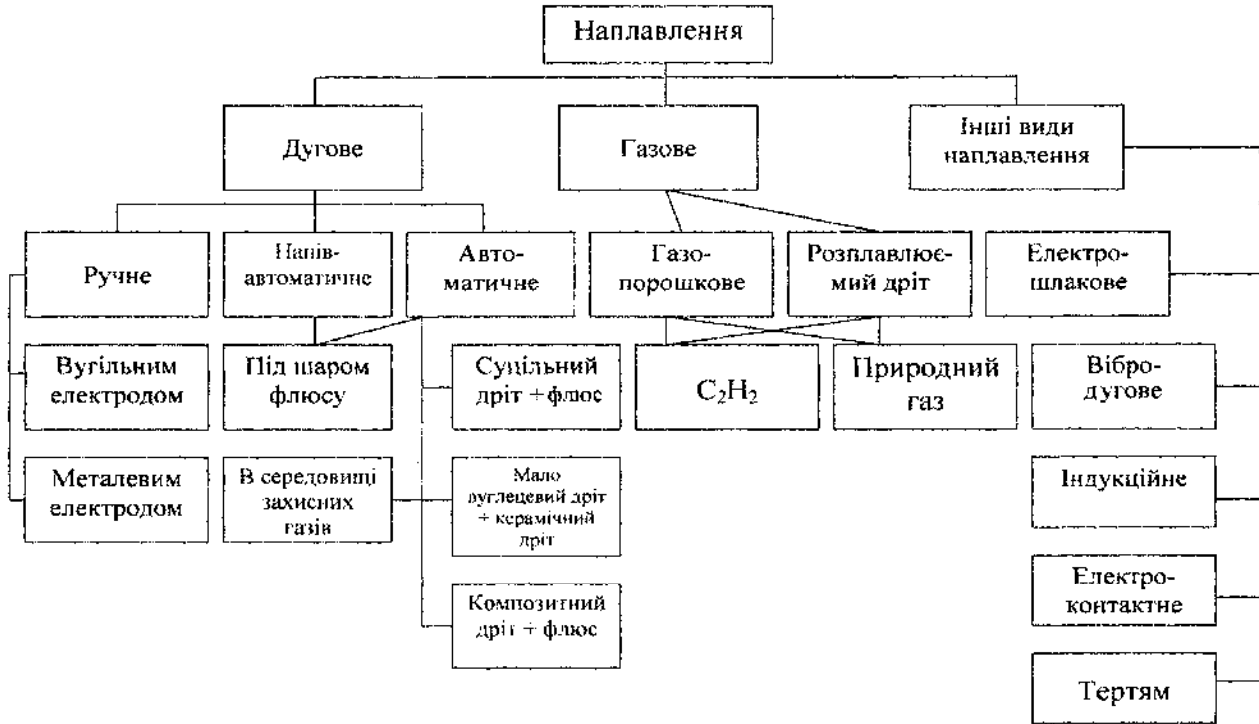 Наплавлення
Дугове
Газове
Інші види
наплавлення
Ручне
Напів-
автоматичне
Авто-
матичне
Газо-
порошкове
Розплавлює-
мий дріт
Електро-
шлакове
Вугільним
електродом
Під шаром
флюсу
Суцільний
дріт +флюс
C₂H₂
Природний
газ
Вібро-
дугове
Металевим
електродом
В середовищі
захисних
газів
Мало
вуглецевий дріт
+ керамічний
дріт
Індукційне
Композитний
дріт + флюс
Електро-
контактне
Тертям